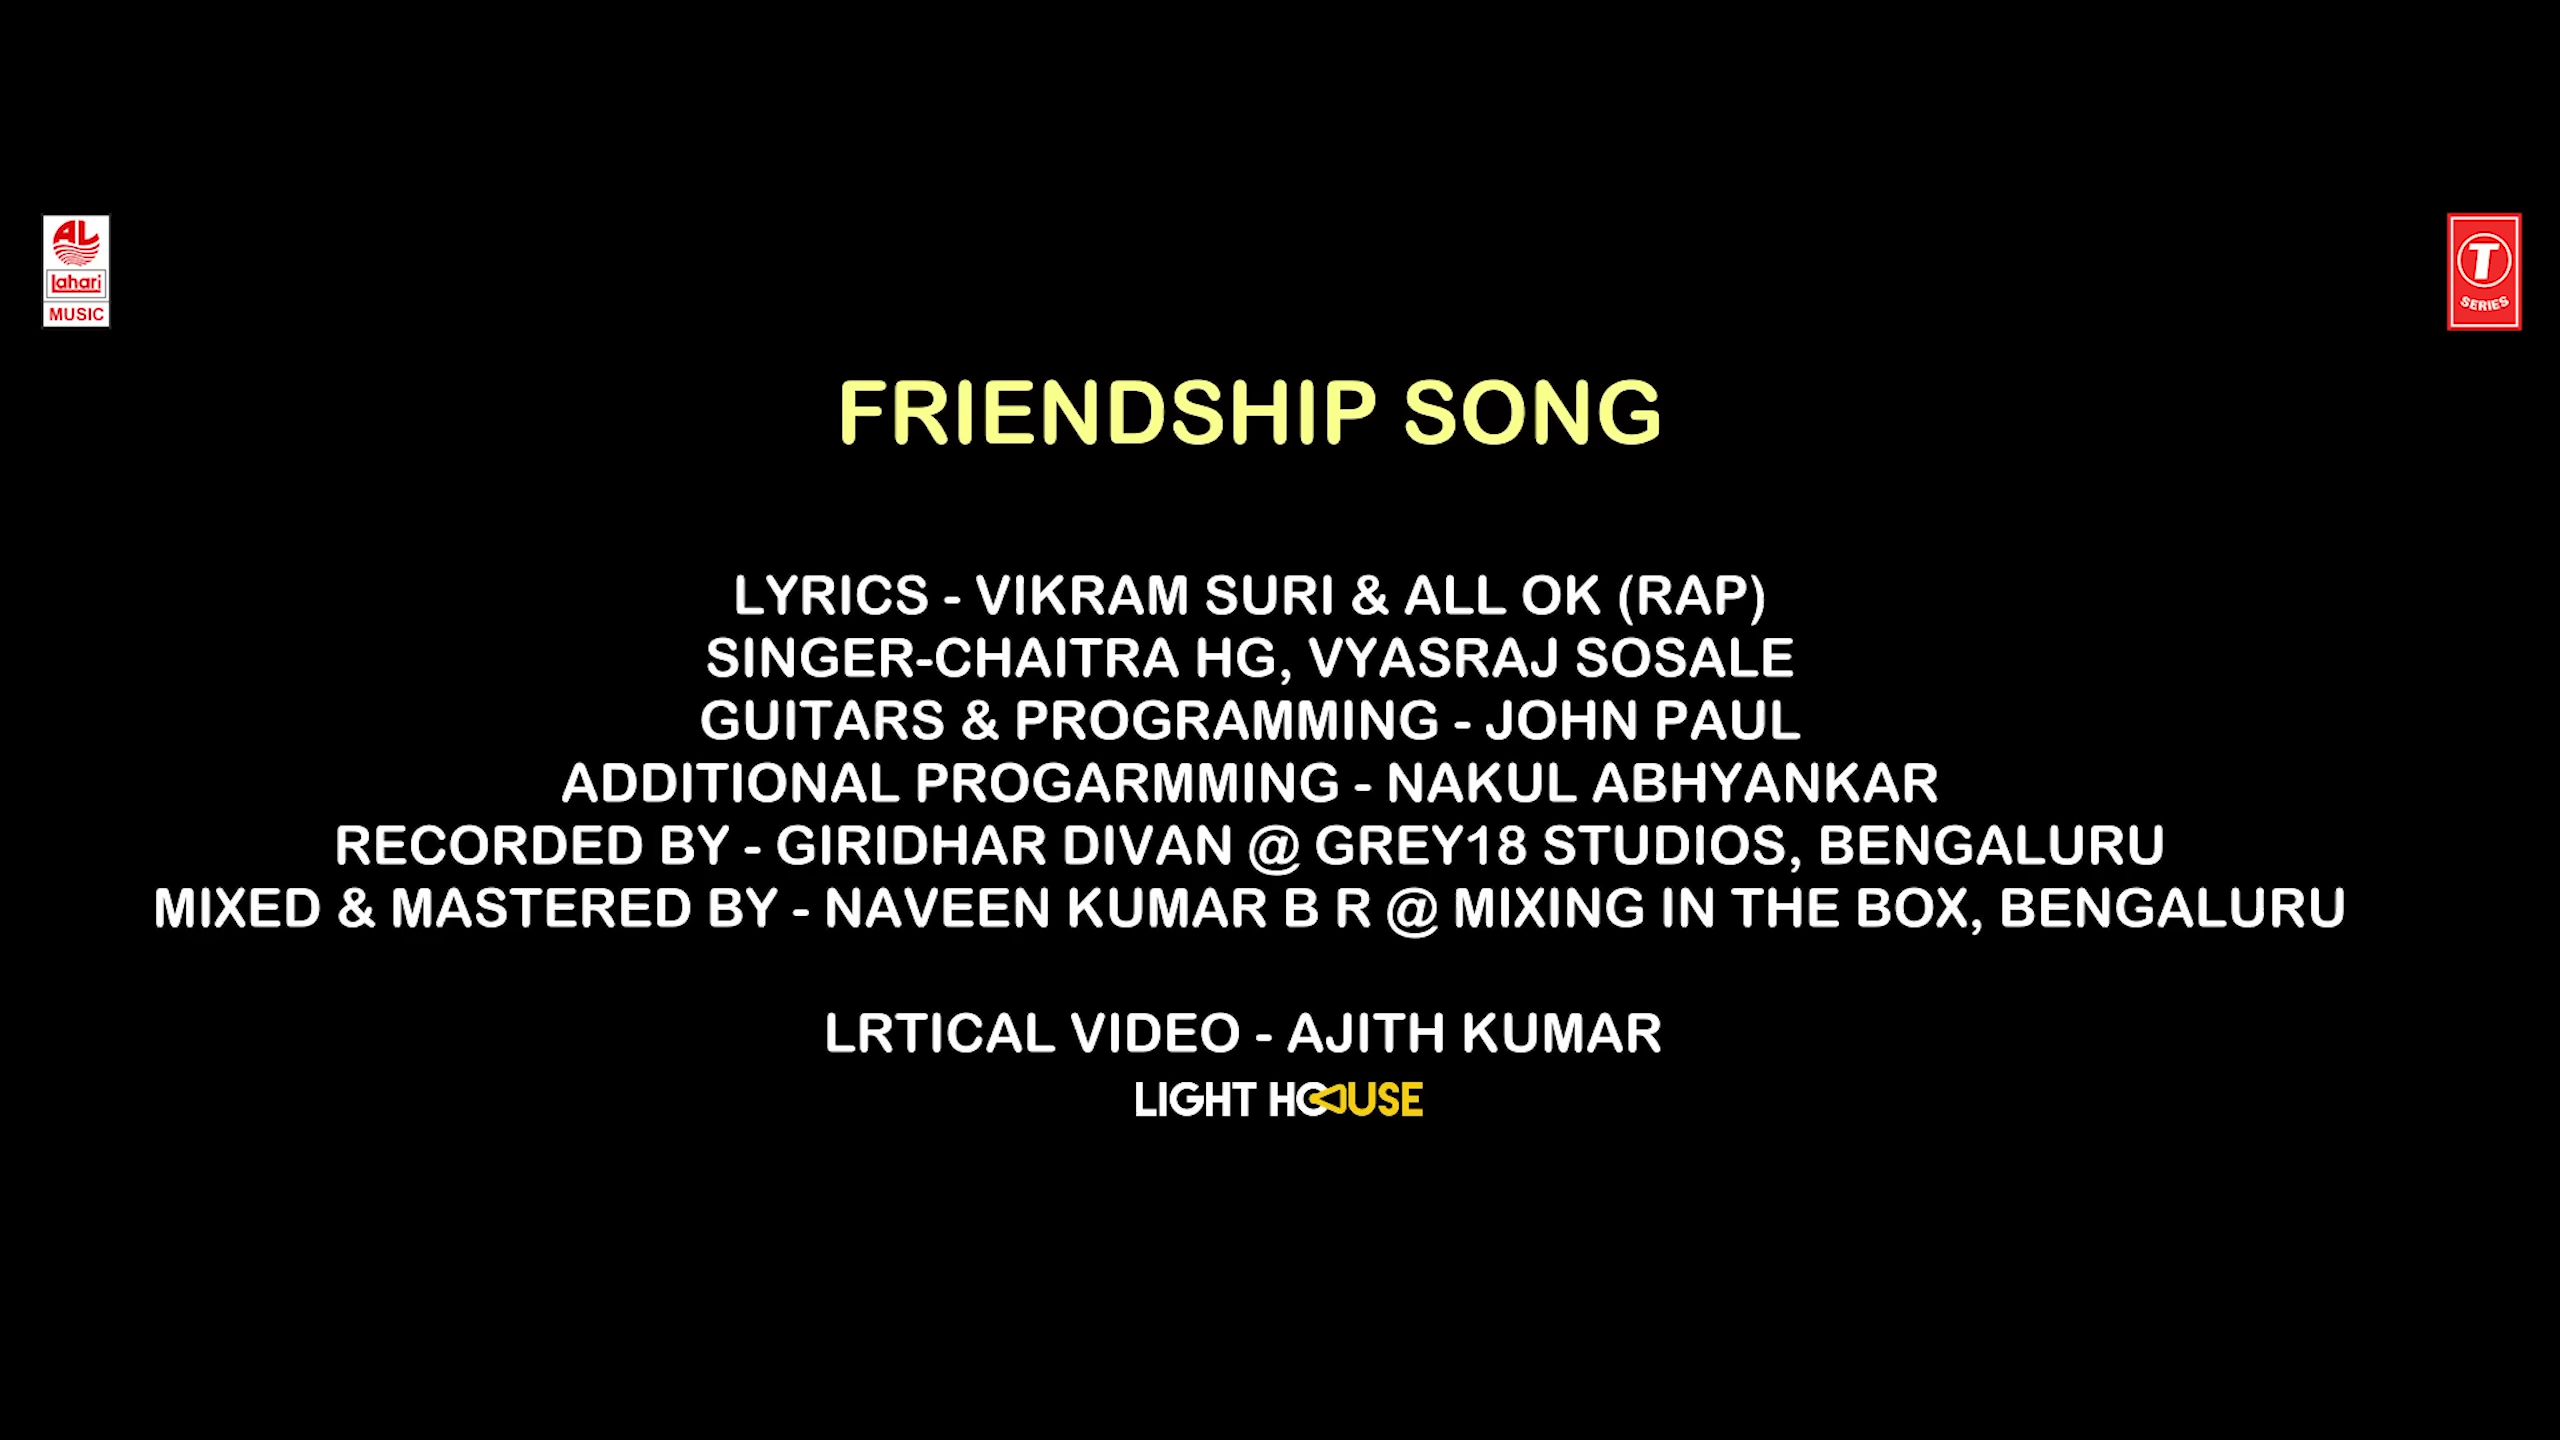 AL
lahari
MUSIC
T
SERIES
FRIENDSHIP SONG
LYRICS - VIKRAM SURI & ALL OK (RAP)
SINGER-CHAITRA HG, VYASRAJ SOSALE
GUITARS & PROGRAMMING - JOHN PAUL
ADDITIONAL PROGARMMING - NAKUL ABHYANKAR
RECORDED BY - GIRIDHAR DIVAN @ GREY18 STUDIOS, BENGALURU
MIXED & MASTERED BY - NAVEEN KUMAR B R @ MIXING IN THE BOX, BENGALURU
LRTICAL VIDEO - AJITH KUMAR
LIGHT HOUSE